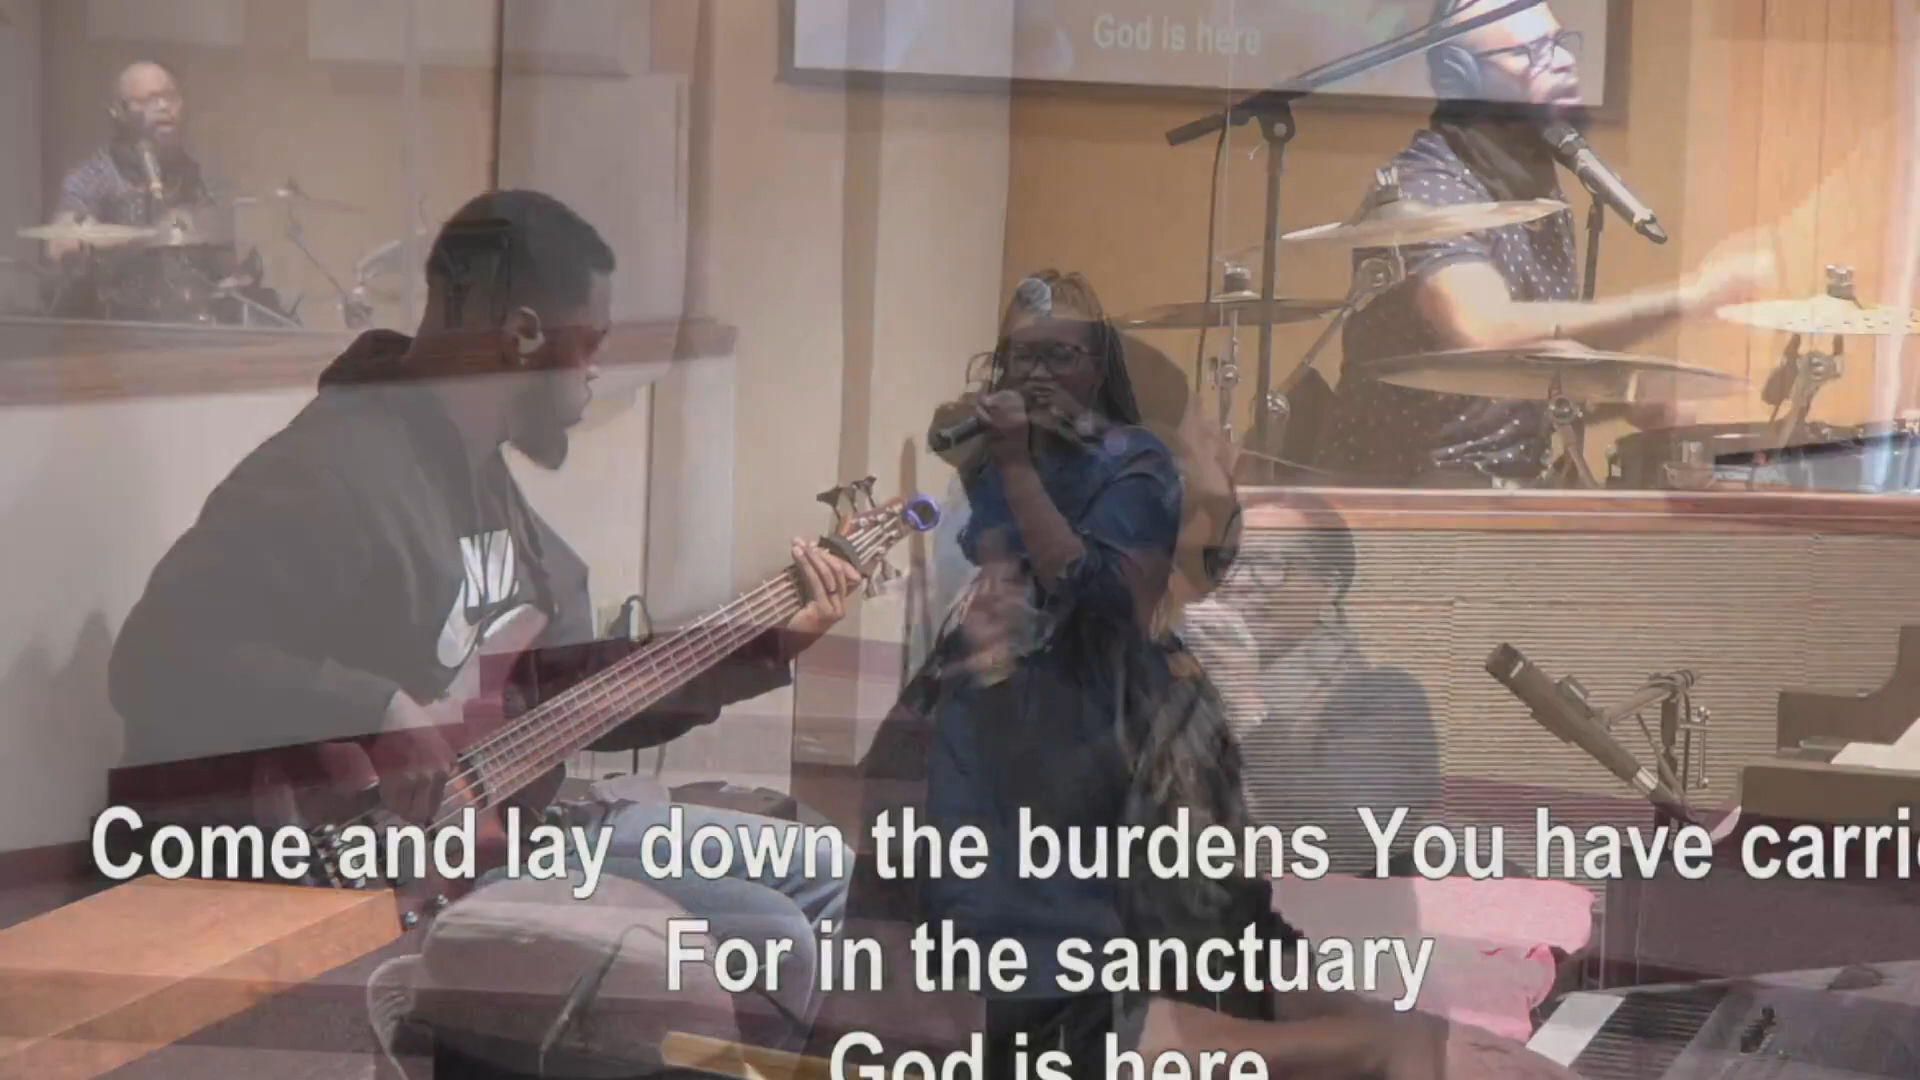 God is here
Come and lay down the burdens You have carri
For in the sanctuary
God is here